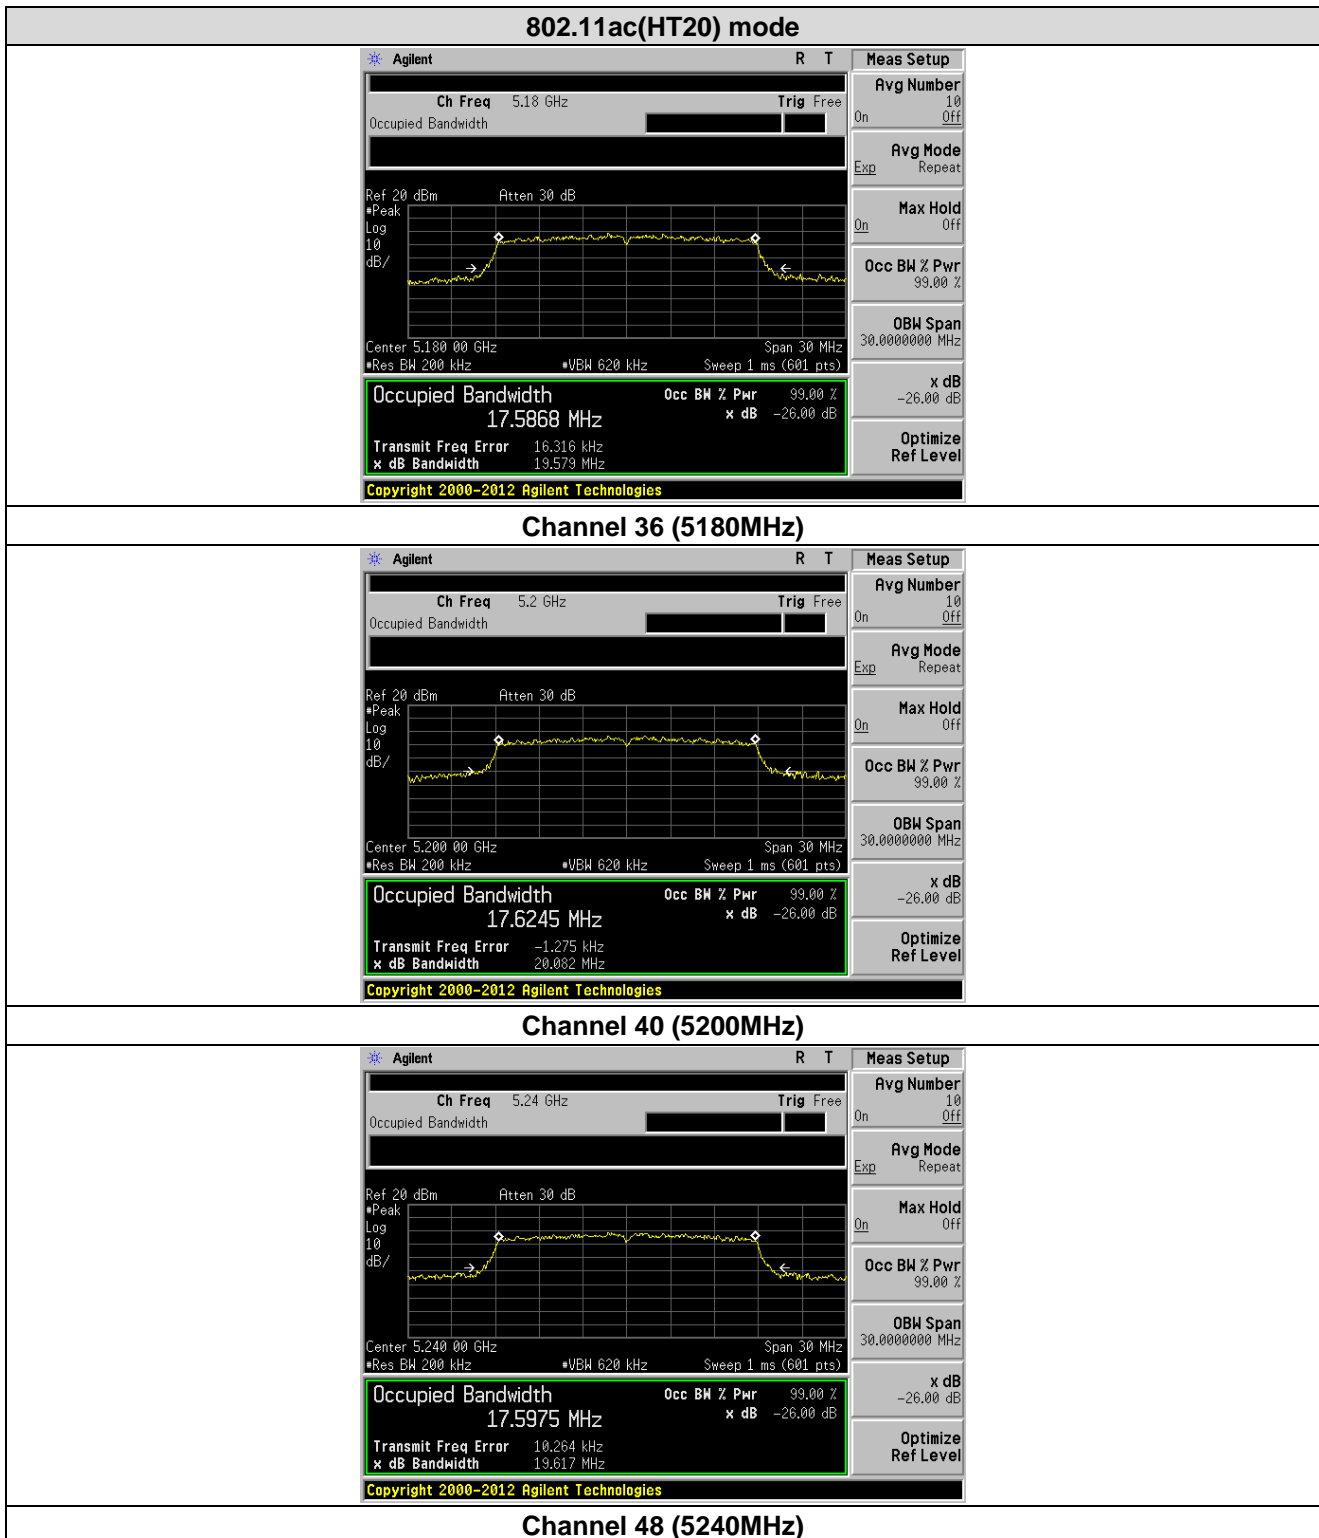 802.11ac(HT20) mode
Agilent R T Meas Setup
Ch Freq 5.18 GHz Trig Free
Occupied Bandwidth
Avg Number
10
On Off
Avg Mode
Exp Repeat
Max Hold
On Off
Occ BW % Pwr
99.00 %
OBW Span
30.0000000 MHz
x dB
-26.00 dB
Optimize
Ref Level
Ref 20 dBm Atten 30 dB
#Peak
Log
10
dB/
Center 5.180 00 GHz Span 30 MHz
#Res BW 200 kHz #VBW 620 kHz Sweep 1 ms (601 pts)
Occupied Bandwidth Occ BW % Pwr 99.00 %
17.5868 MHz x dB -26.00 dB
Transmit Freq Error 16.316 kHz
x dB Bandwidth 19.579 MHz
Copyright 2000-2012 Agilent Technologies
Channel 36 (5180MHz)
Agilent R T Meas Setup
Ch Freq 5.2 GHz Trig Free
Occupied Bandwidth
Avg Number
10
On Off
Avg Mode
Exp Repeat
Max Hold
On Off
Occ BW % Pwr
99.00 %
OBW Span
30.0000000 MHz
x dB
-26.00 dB
Optimize
Ref Level
Ref 20 dBm Atten 30 dB
#Peak
Log
10
dB/
Center 5.200 00 GHz Span 30 MHz
#Res BW 200 kHz #VBW 620 kHz Sweep 1 ms (601 pts)
Occupied Bandwidth Occ BW % Pwr 99.00 %
17.6245 MHz x dB -26.00 dB
Transmit Freq Error -1.275 kHz
x dB Bandwidth 20.082 MHz
Copyright 2000-2012 Agilent Technologies
Channel 40 (5200MHz)
Agilent R T Meas Setup
Ch Freq 5.24 GHz Trig Free
Occupied Bandwidth
Avg Number
10
On Off
Avg Mode
Exp Repeat
Max Hold
On Off
Occ BW % Pwr
99.00 %
OBW Span
30.0000000 MHz
x dB
-26.00 dB
Optimize
Ref Level
Ref 20 dBm Atten 30 dB
#Peak
Log
10
dB/
Center 5.240 00 GHz Span 30 MHz
#Res BW 200 kHz #VBW 620 kHz Sweep 1 ms (601 pts)
Occupied Bandwidth Occ BW % Pwr 99.00 %
17.5975 MHz x dB -26.00 dB
Transmit Freq Error 10.264 kHz
x dB Bandwidth 19.617 MHz
Copyright 2000-2012 Agilent Technologies
Channel 48 (5240MHz)